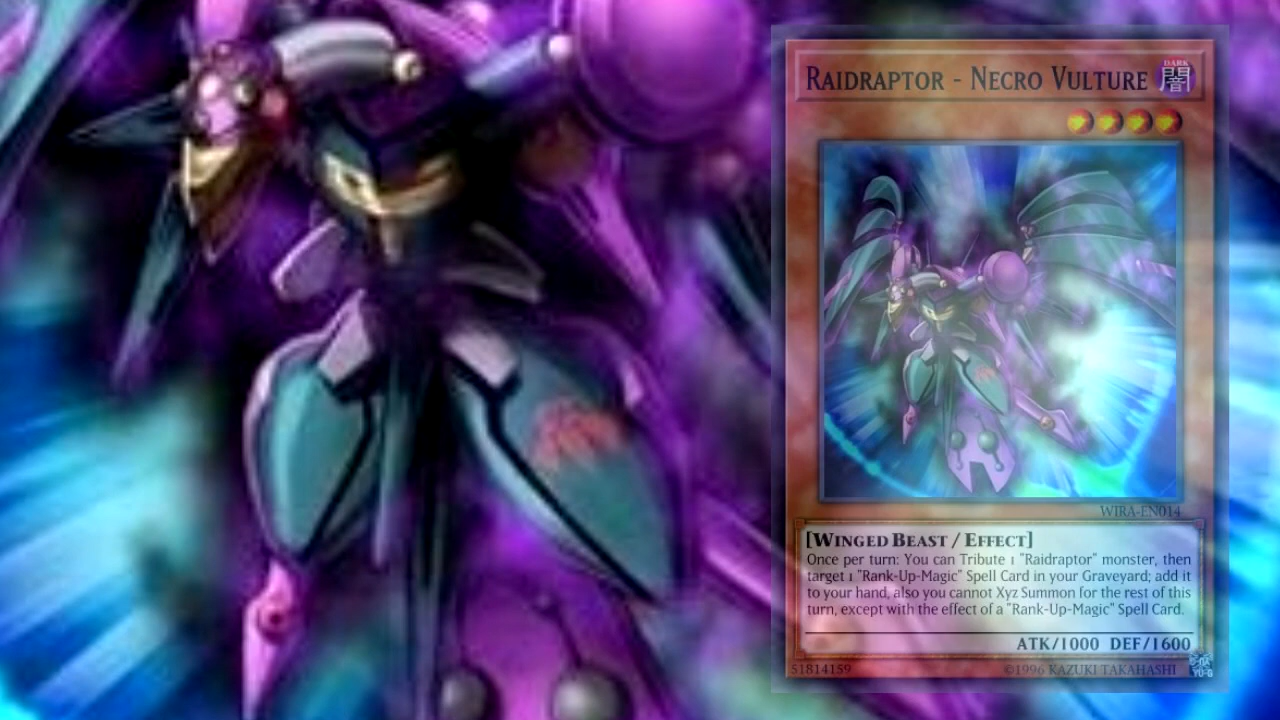 Raidraptor - Necro Vulture
DARK
闇
WIRA-EN014
[Winged Beast / Effect]
Once per turn: You can Tribute 1 "Raidraptor" monster, then
target 1 "Rank-Up-Magic" Spell Card in your Graveyard; add it
to your hand, also you cannot Xyz Summon for the rest of this
turn, except with the effect of a "Rank-Up-Magic" Spell Card.
ATK/1000 DEF/1600
51814159
©1996 KAZUKI TAKAHASHI